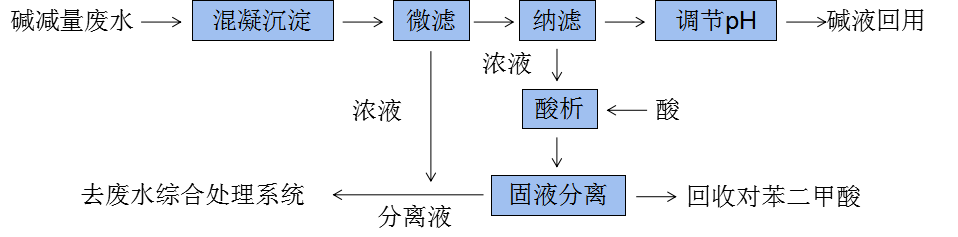 碱减量废水
混凝沉淀
微滤
纳滤
调节pH
碱液回用
浓液
浓液
酸析
酸
去废水综合处理系统
分离液
固液分离
回收对苯二甲酸